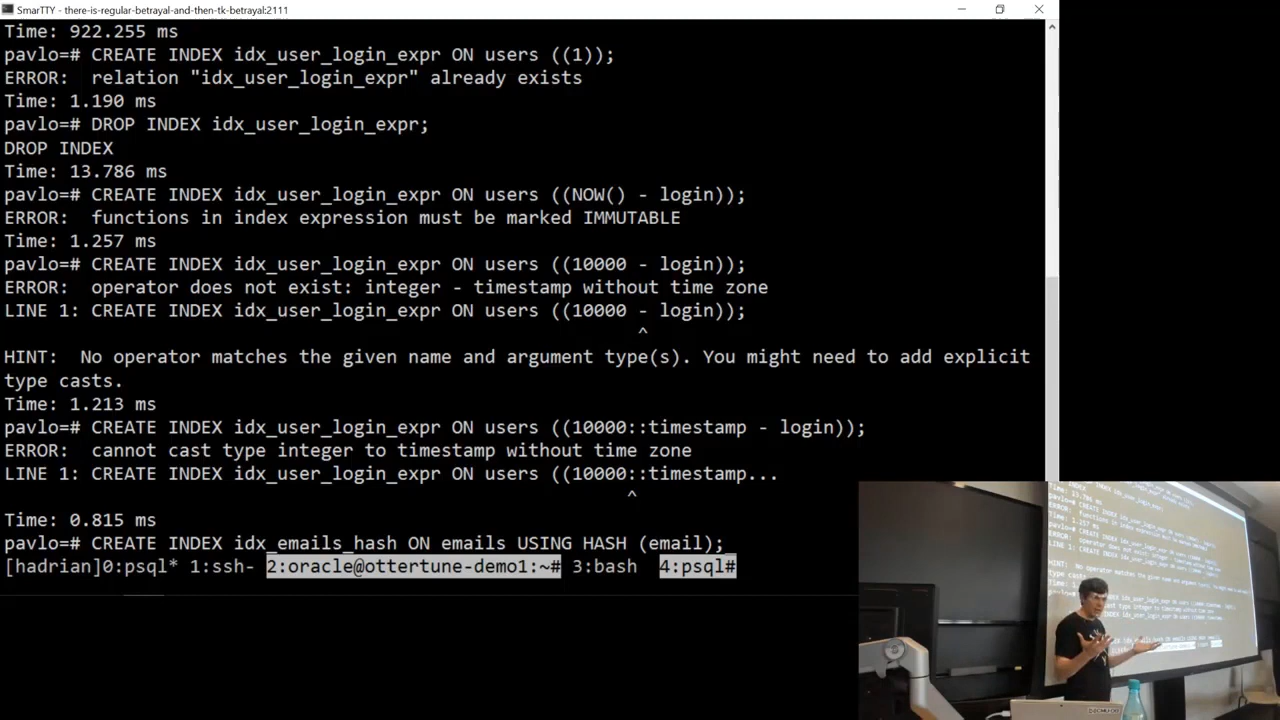 SmarTTY - there-is-regular-betrayal-and-then-tk-betrayal:2111
Time: 922.255 ms
pavlo=# CREATE INDEX idx_user_login_expr ON users ((1));
ERROR:  relation "idx_user_login_expr" already exists
Time: 1.190 ms
pavlo=# DROP INDEX idx_user_login_expr;
DROP INDEX
Time: 13.786 ms
pavlo=# CREATE INDEX idx_user_login_expr ON users ((NOW() - login));
ERROR:  functions in index expression must be marked IMMUTABLE
Time: 1.257 ms
pavlo=# CREATE INDEX idx_user_login_expr ON users ((10000 - login));
ERROR:  operator does not exist: integer - timestamp without time zone
LINE 1: CREATE INDEX idx_user_login_expr ON users ((10000 - login));
^
HINT:  No operator matches the given name and argument type(s). You might need to add explicit
type casts.
Time: 1.213 ms
pavlo=# CREATE INDEX idx_user_login_expr ON users ((10000::timestamp - login));
ERROR:  cannot cast type integer to timestamp without time zone
LINE 1: CREATE INDEX idx_user_login_expr ON users ((10000::timestamp...
^
Time: 0.815 ms
pavlo=# CREATE INDEX idx_emails_hash ON emails USING HASH (email);
[hadrian]0:psql* 1:ssh- 2:oracle@ottertune-demo1:~# 3:bash  4:psql#